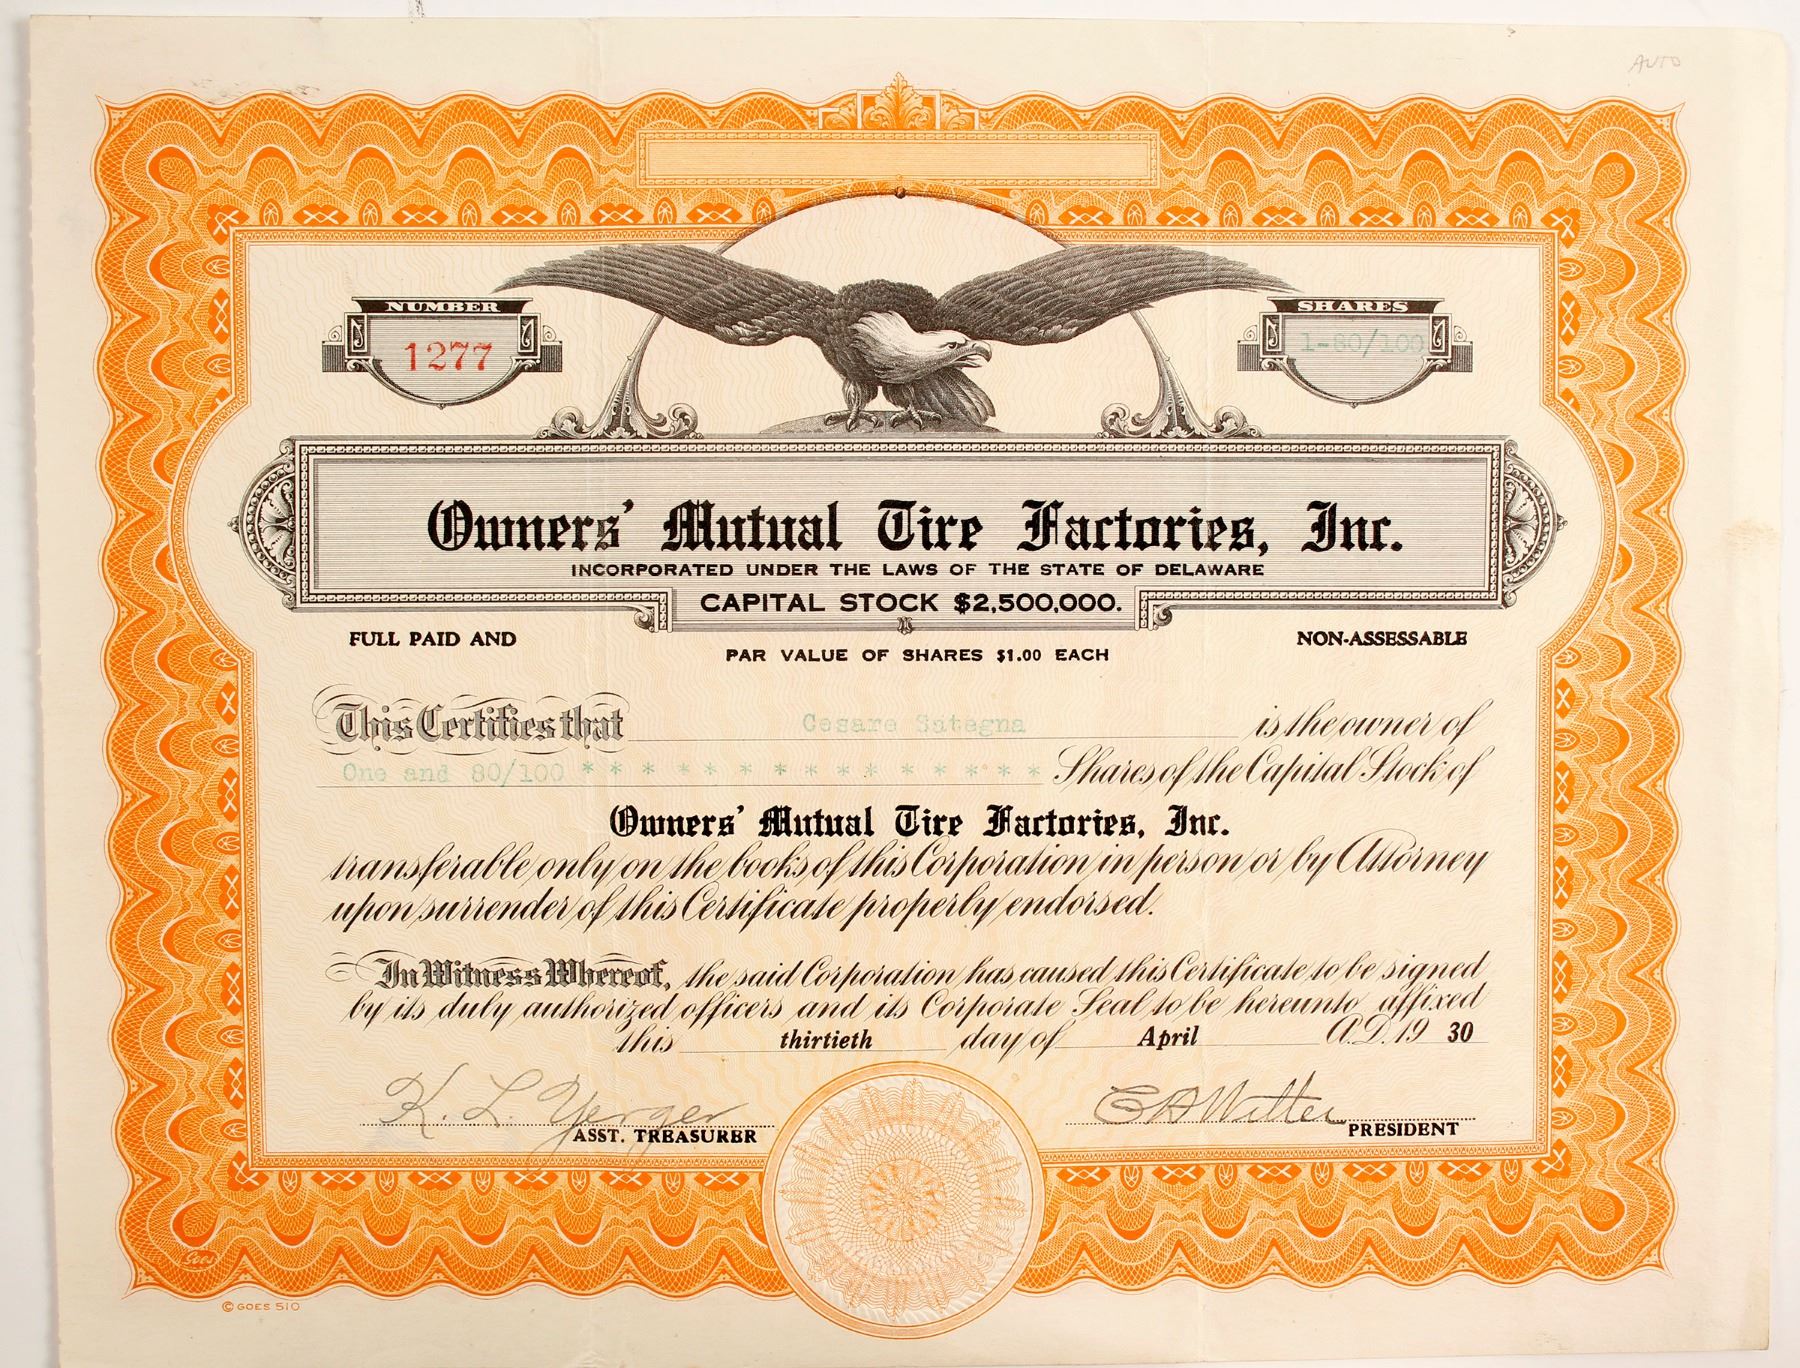 AUTO
NUMBER
1277
SHARES
1-80/100
Owners' Mutual Tire Factories, Inc.
INCORPORATED UNDER THE LAWS OF THE STATE OF DELAWARE
CAPITAL STOCK $2,500,000.
FULL PAID AND
NON-ASSESSABLE
PAR VALUE OF SHARES $1.00 EACH
This Certifies that Cesare Sategna is the owner of
One and 80/100 * * * * * * * * * * * * * * * * Shares of the Capital Stock of
Owners' Mutual Tire Factories, Inc.
transferable only on the books of this Corporation in person or by Attorney
upon surrender of this Certificate properly endorsed.
In Witness Whereof, the said Corporation has caused this Certificate to be signed
by its duly authorized officers and its Corporate Seal to be hereunto affixed
this thirtieth day of April A.D. 19 30
K. L. Yerger
ASST. TREASURER
E A Witter
PRESIDENT
Goes
© GOES 510